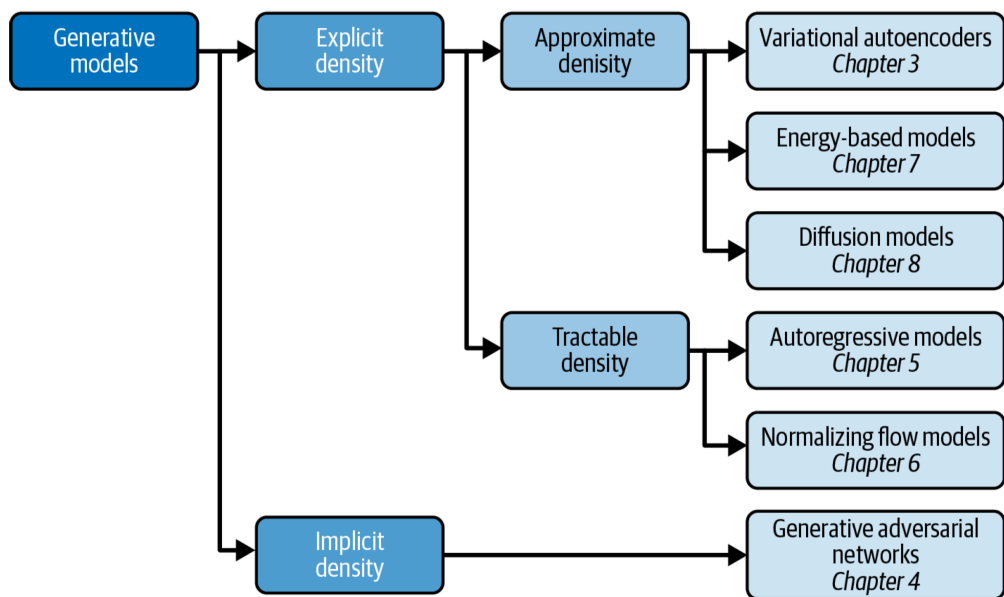 Generative
models
Explicit
density
Approximate
denisity
Variational autoencoders
Chapter 3
Energy-based models
Chapter 7
Diffusion models
Chapter 8
Tractable
density
Autoregressive models
Chapter 5
Normalizing flow models
Chapter 6
Implicit
density
Generative adversarial
networks
Chapter 4